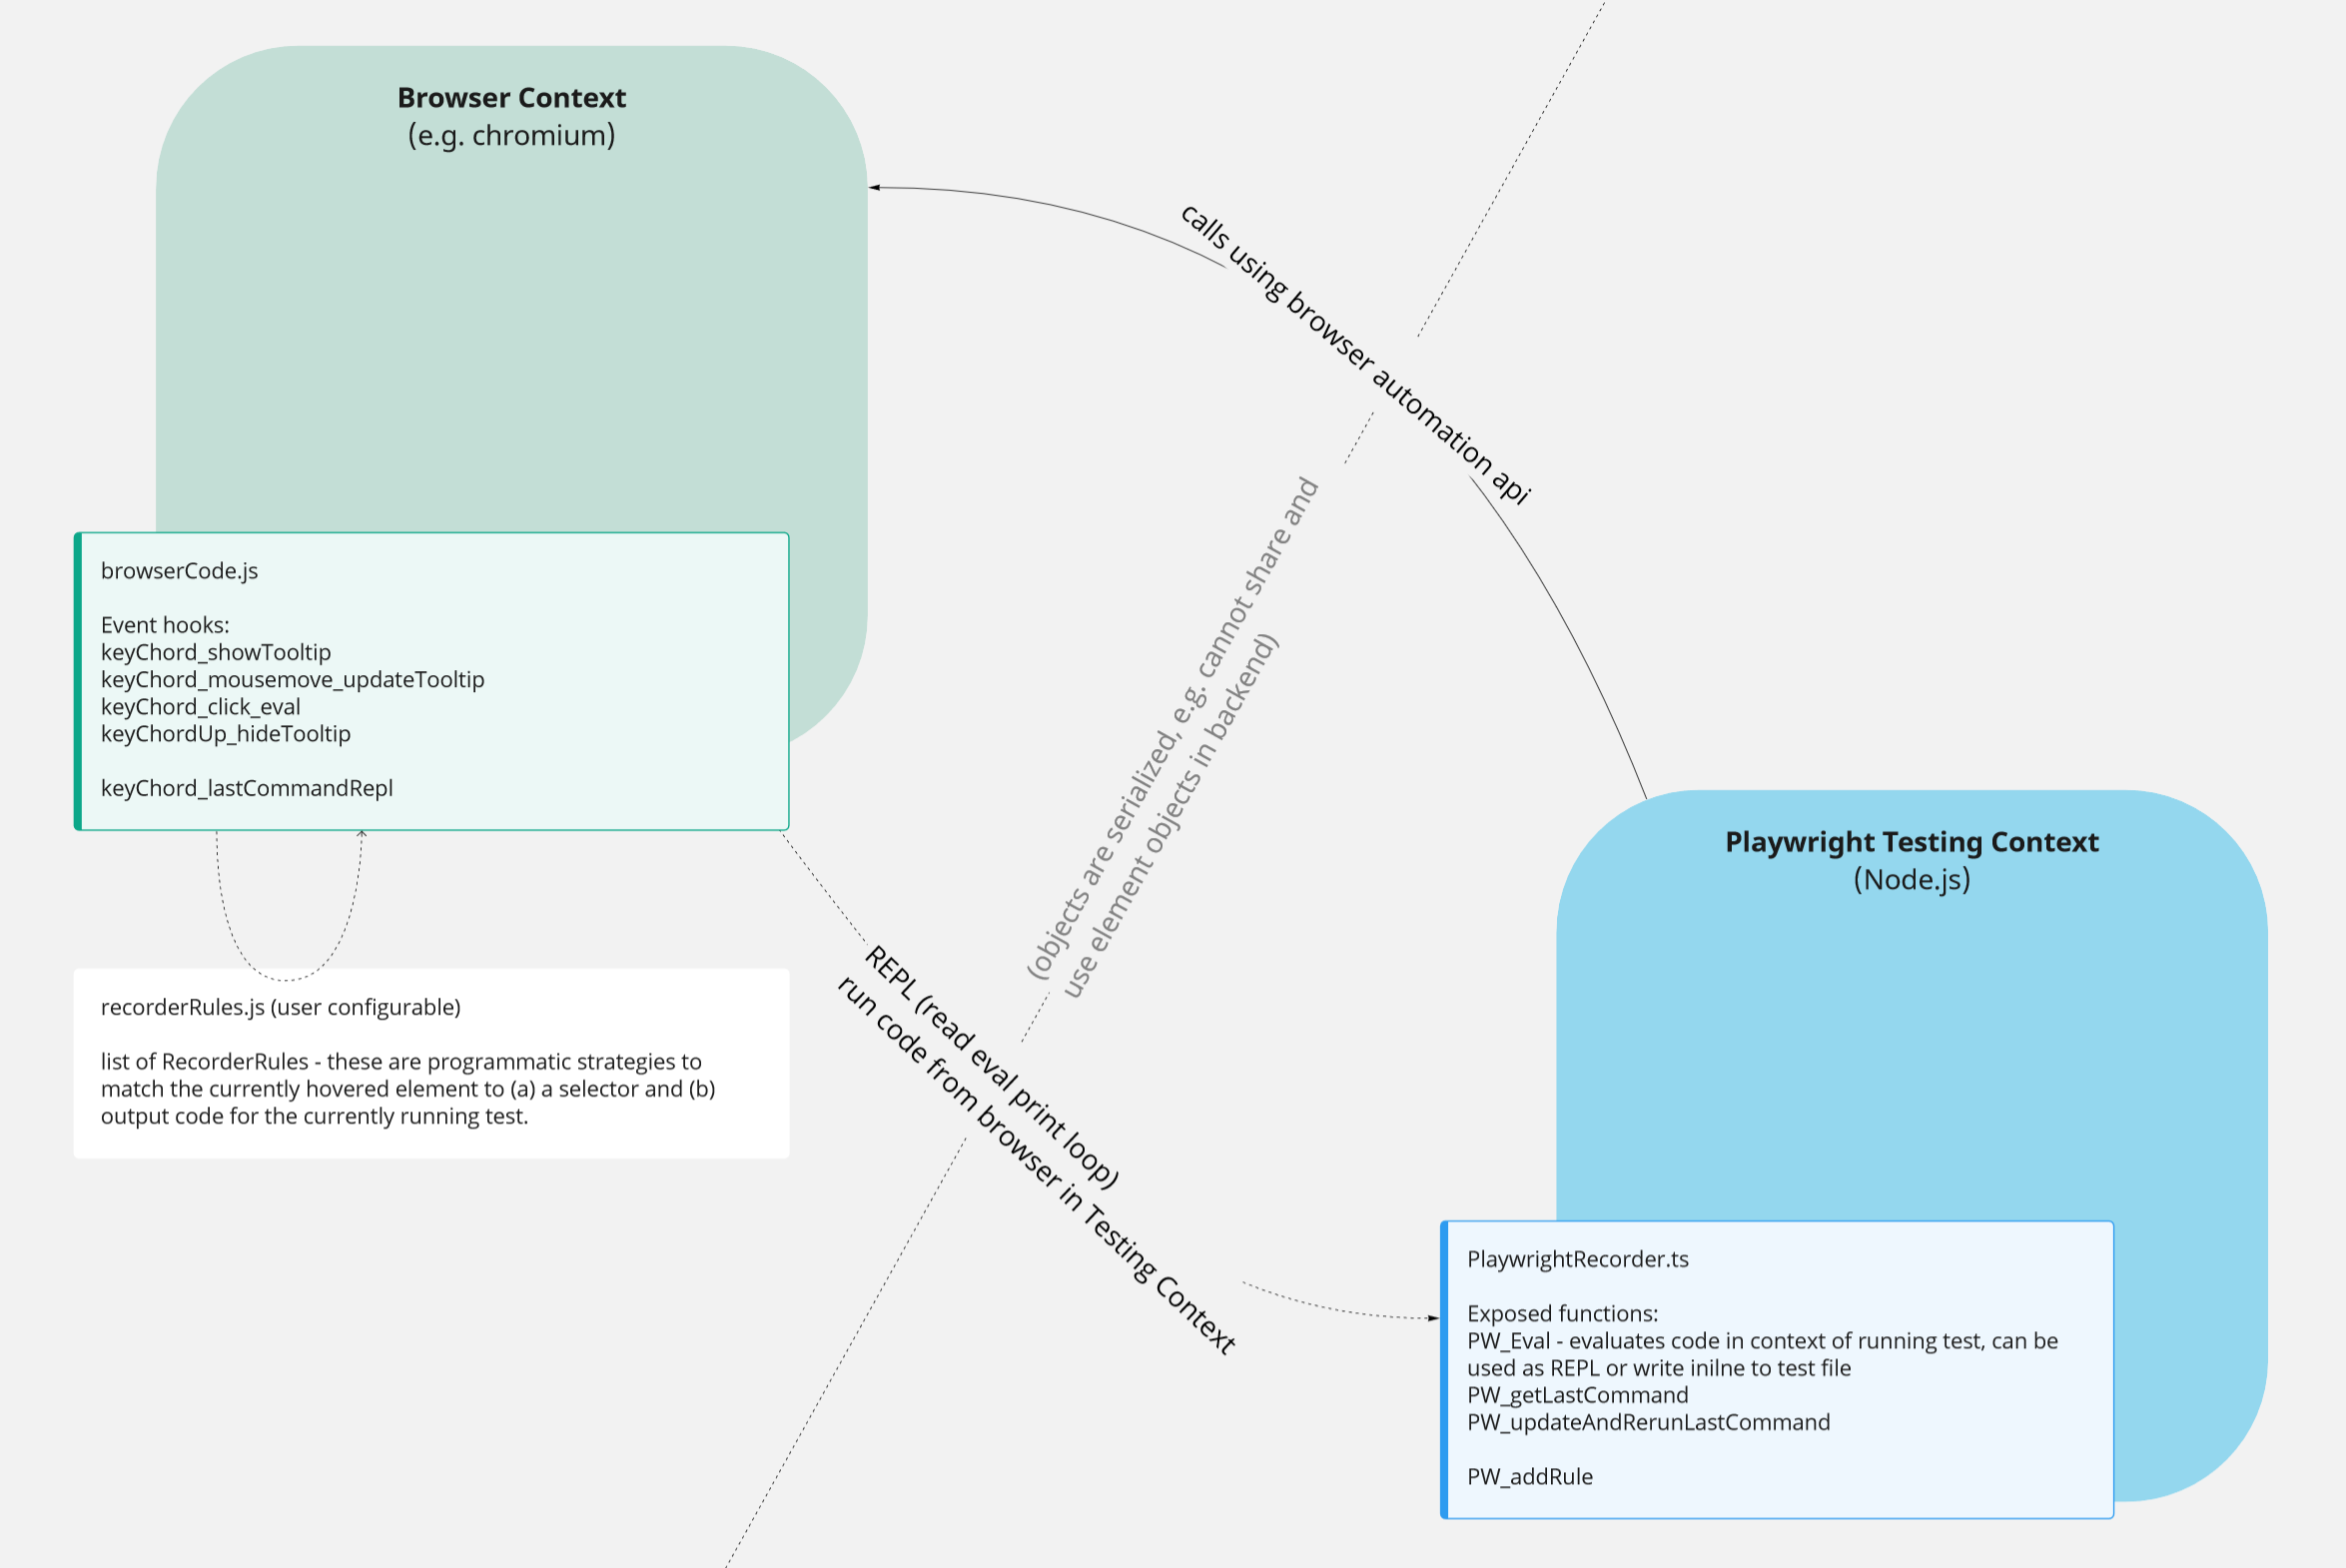 Browser Context
(e.g. chromium)
calls using browser automation api
(objects are serialized, e.g. cannot share and
use element objects in backend)
browserCode.js
Event hooks:
keyChord_showTooltip
keyChord_mousemove_updateTooltip
keyChord_click_eval
keyChordUp_hideTooltip
keyChord_lastCommandRepl
Playwright Testing Context
(Node.js)
REPL (read eval print loop)
run code from browser in Testing Context
recorderRules.js (user configurable)
list of RecorderRules - these are programmatic strategies to
match the currently hovered element to (a) a selector and (b)
output code for the currently running test.
PlaywrightRecorder.ts
Exposed functions:
PW_Eval - evaluates code in context of running test, can be
used as REPL or write inilne to test file
PW_getLastCommand
PW_updateAndRerunLastCommand
PW_addRule